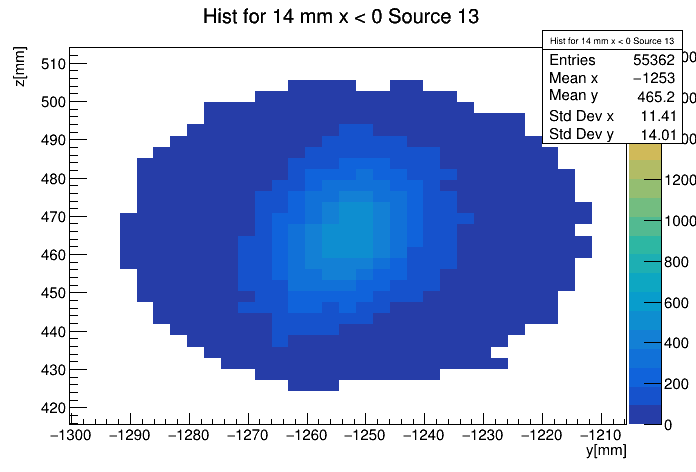 Hist for 14 mm x < 0 Source 13
Hist for 14 mm x < 0 Source 13
Entries 55362
Mean x −1253
Mean y 465.2
Std Dev x 11.41
Std Dev y 14.01
z[mm]
510
500
490
480
470
460
450
440
430
420
1200
1000
800
600
400
200
0
−1300 −1290 −1280 −1270 −1260 −1250 −1240 −1230 −1220 −1210
y[mm]